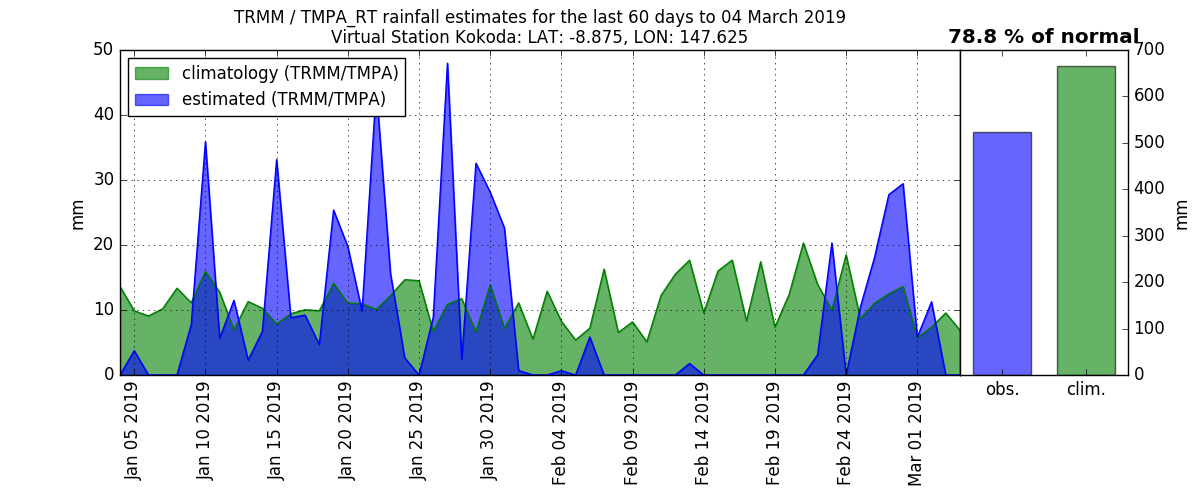 TRMM / TMPA_RT rainfall estimates for the last 60 days to 04 March 2019
Virtual Station Kokoda: LAT: -8.875, LON: 147.625
78.8 % of normal
climatology (TRMM/TMPA)
estimated (TRMM/TMPA)
50
40
30
20
10
0
mm
Jan 05 2019
Jan 10 2019
Jan 15 2019
Jan 20 2019
Jan 25 2019
Jan 30 2019
Feb 04 2019
Feb 09 2019
Feb 14 2019
Feb 19 2019
Feb 24 2019
Mar 01 2019
700
600
500
400
300
200
100
0
mm
obs.
clim.